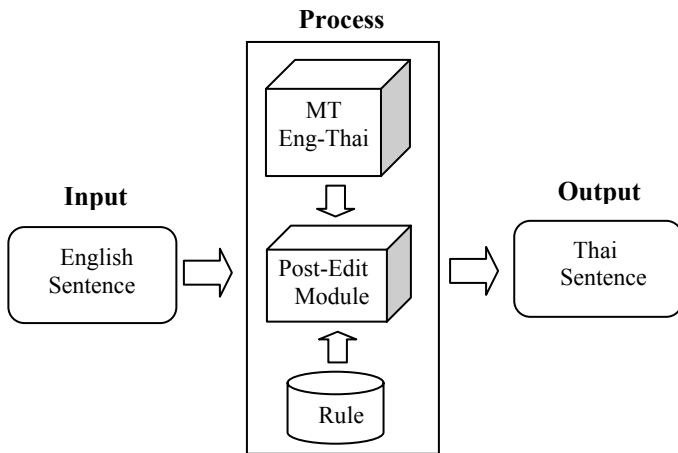 Process
MT
Eng-Thai
Input
English
Sentence
Post-Edit
Module
Rule
Output
Thai
Sentence